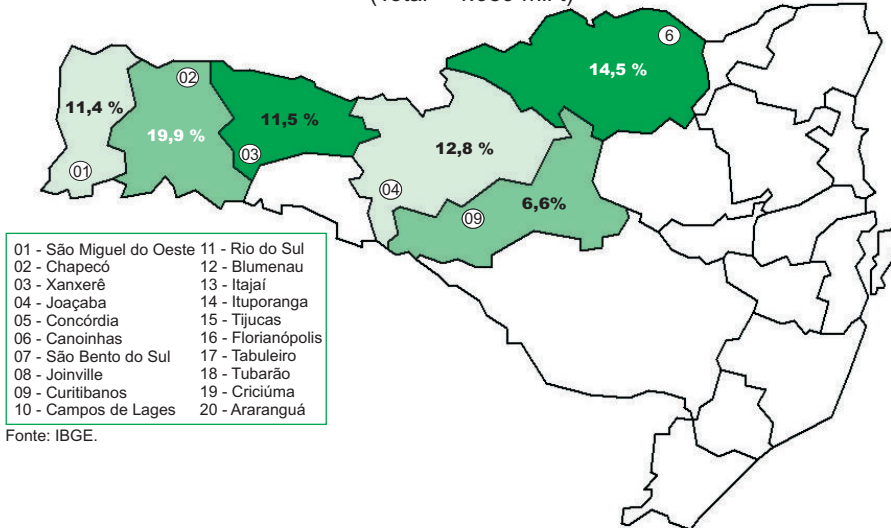 6
14,5 %
02
11,4 %
19,9 %
11,5 %
03
01
12,8 %
04
09
6,6%
01 - São Miguel do Oeste
02 - Chapecó
03 - Xanxerê
04 - Joaçaba
05 - Concórdia
06 - Canoinhas
07 - São Bento do Sul
08 - Joinville
09 - Curitibanos
10 - Campos de Lages
11 - Rio do Sul
12 - Blumenau
13 - Itajaí
14 - Ituporanga
15 - Tijucas
16 - Florianópolis
17 - Tabuleiro
18 - Tubarão
19 - Criciúma
20 - Araranguá
Fonte: IBGE.